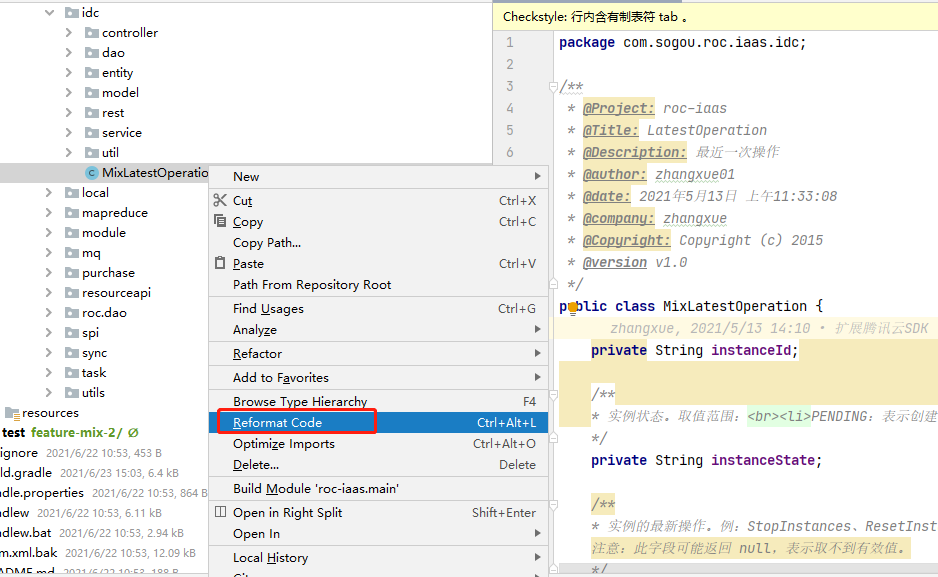 idc
controller
dao
entity
model
rest
service
util
MixLatestOperatio
local
mapreduce
module
mq
purchase
resourceapi
roc.dao
spi
sync
task
utils
resources
test feature-mix-2/ Ø
ignore 2021/6/22 10:53, 453 B
ld.gradle 2021/6/23 15:03, 6.4 kB
adle.properties 2021/6/22 10:53, 864 B
adlew 2021/6/22 10:53, 6.11 kB
adlew.bat 2021/6/22 10:53, 2.94 kB
m.xml.bak 2021/6/22 10:53, 12.09 kB
ADME.md 2021/6/22 10:53, 188 B
New
Cut Ctrl+X
Copy Ctrl+C
Copy Path...
Paste Ctrl+V
Path From Repository Root
Find Usages Ctrl+G
Analyze
Refactor
Add to Favorites
Browse Type Hierarchy F4
Reformat Code Ctrl+Alt+L
Optimize Imports Ctrl+Alt+O
Delete... Delete
Build Module 'roc-iaas.main'
Open in Right Split Shift+Enter
Open In
Local History
Git
Checkstyle: 行内含有制表符 tab 。
1 package com.sogou.roc.iaas.idc;
2
3 /**
4 * @Project: roc-iaas
5 * @Title: LatestOperation
6 * @Description: 最近一次操作
* @author: zhangxue01
* @date: 2021年5月13日 上午11:33:08
* @company: zhangxue
* @Copyright: Copyright (c) 2015
* @version v1.0
*/
public class MixLatestOperation {
zhangxue, 2021/5/13 14:10 · 扩展腾讯云SDK
private String instanceId;
/**
* 实例状态。取值范围：<br><li>PENDING：表示创建
*/
private String instanceState;
/**
* 实例的最新操作。例：StopInstances、ResetInst
注意：此字段可能返回 null，表示取不到有效值。
*/